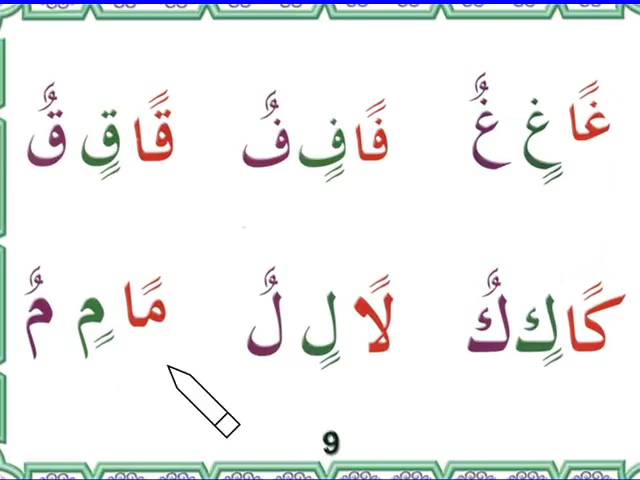 غًا غٍ غٌ فًا فٍ فٌ قًا قٍ قٌ
كًا كٍ كٌ لًا لٍ لٌ مًا مٍ مٌ
9